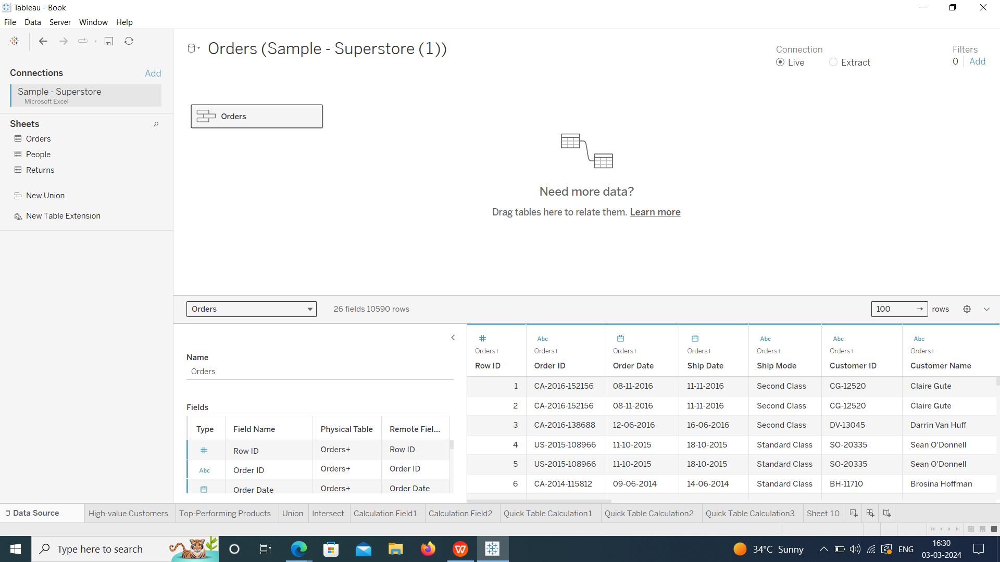 Tableau - Book
File Data Server Window Help
Connections Add
Sample - Superstore
Microsoft Excel
Sheets
Orders
People
Returns
New Union
New Table Extension
Orders (Sample - Superstore (1))
Connection
Live Extract
Filters
0 Add
Orders
Need more data?
Drag tables here to relate them. Learn more
Orders 26 fields 10590 rows 100 rows
Name
Orders
Fields
Type Field Name Physical Table Remote Fiel...
Row ID Orders+ Row ID
Abc Order ID Orders+ Order ID
Order Date Orders+ Order Date
Abc Abc Abc Abc
Orders+ Orders+ Orders+ Orders+ Orders+ Orders+ Orders+
Row ID Order ID Order Date Ship Date Ship Mode Customer ID Customer Name
1 CA-2016-152156 08-11-2016 11-11-2016 Second Class CG-12520 Claire Gute
2 CA-2016-152156 08-11-2016 11-11-2016 Second Class CG-12520 Claire Gute
3 CA-2016-138688 12-06-2016 16-06-2016 Second Class DV-13045 Darrin Van Huff
4 US-2015-108966 11-10-2015 18-10-2015 Standard Class SO-20335 Sean O'Donnell
5 US-2015-108966 11-10-2015 18-10-2015 Standard Class SO-20335 Sean O'Donnell
6 CA-2014-115812 09-06-2014 14-06-2014 Standard Class BH-11710 Brosina Hoffman
Data Source High-value Customers Top-Performing Products Union Intersect Calculation Field1 Calculation Field2 Quick Table Calculation1 Quick Table Calculation2 Quick Table Calculation3 Sheet 10
Type here to search
34°C Sunny
ENG
16:30
03-03-2024